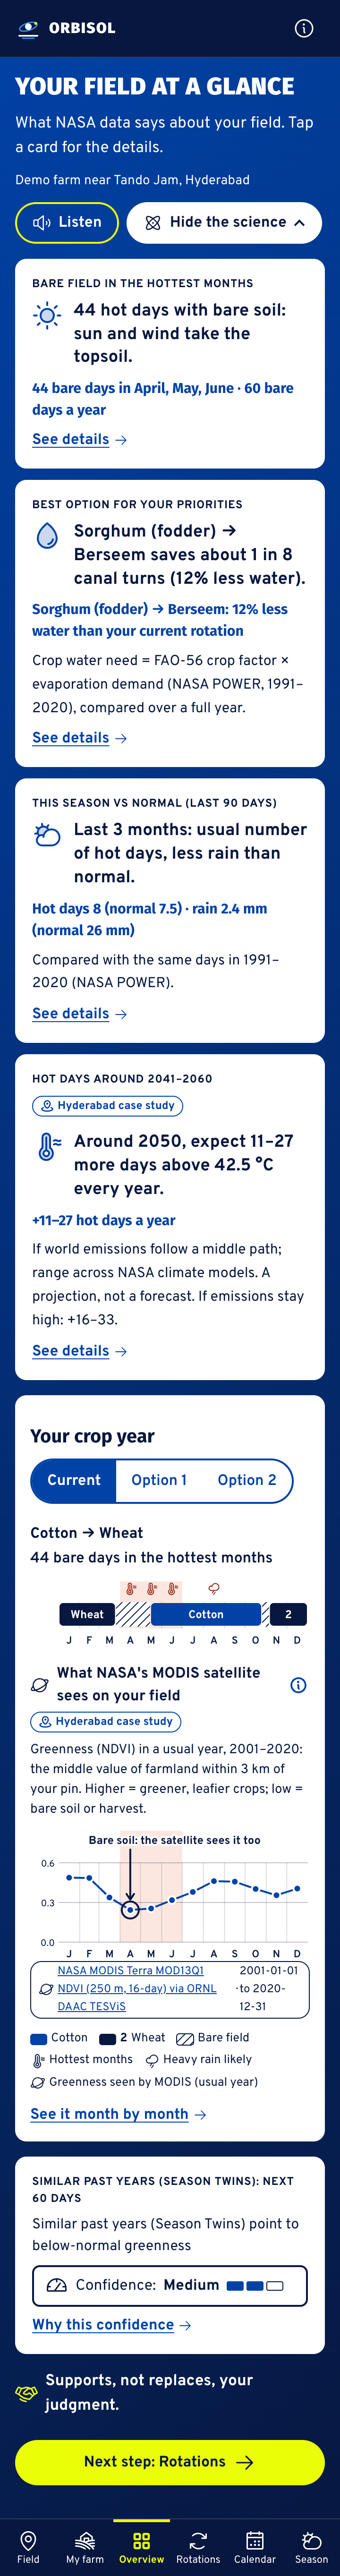 ORBISOL
YOUR FIELD AT A GLANCE
What NASA data says about your field. Tap
a card for the details.
Demo farm near Tando Jam, Hyderabad
Listen
Hide the science
BARE FIELD IN THE HOTTEST MONTHS
44 hot days with bare soil:
sun and wind take the
topsoil.
44 bare days in April, May, June · 60 bare
days a year
See details →
BEST OPTION FOR YOUR PRIORITIES
Sorghum (fodder) →
Berseem saves about 1 in 8
canal turns (12% less water).
Sorghum (fodder) → Berseem: 12% less
water than your current rotation
Crop water need = FAO-56 crop factor ×
evaporation demand (NASA POWER, 1991–
2020), compared over a full year.
See details →
THIS SEASON VS NORMAL (LAST 90 DAYS)
Last 3 months: usual number
of hot days, less rain than
normal.
Hot days 8 (normal 7.5) · rain 2.4 mm
(normal 26 mm)
Compared with the same days in 1991–
2020 (NASA POWER).
See details →
HOT DAYS AROUND 2041–2060
Hyderabad case study
Around 2050, expect 11–27
more days above 42.5 °C
every year.
+11–27 hot days a year
If world emissions follow a middle path;
range across NASA climate models. A
projection, not a forecast. If emissions stay
high: +16–33.
See details →
Your crop year
Current
Option 1
Option 2
Cotton → Wheat
44 bare days in the hottest months
Wheat
Cotton
2
J F M A M J J A S O N D
What NASA's MODIS satellite
sees on your field
Hyderabad case study
Greenness (NDVI) in a usual year, 2001–2020:
the middle value of farmland within 3 km of
your pin. Higher = greener, leafier crops; low =
bare soil or harvest.
Bare soil: the satellite sees it too
0.6
0.3
0.0
J F M A M J J A S O N D
NASA MODIS Terra MOD13Q1 2001-01-01
NDVI (250 m, 16-day) via ORNL · to 2020-
DAAC TESViS 12-31
Cotton
2 Wheat
Bare field
Hottest months
Heavy rain likely
Greenness seen by MODIS (usual year)
See it month by month →
SIMILAR PAST YEARS (SEASON TWINS): NEXT
60 DAYS
Similar past years (Season Twins) point to
below-normal greenness
Confidence: Medium
Why this confidence →
Supports, not replaces, your
judgment.
Next step: Rotations →
Field
My farm
Overview
Rotations
Calendar
Season